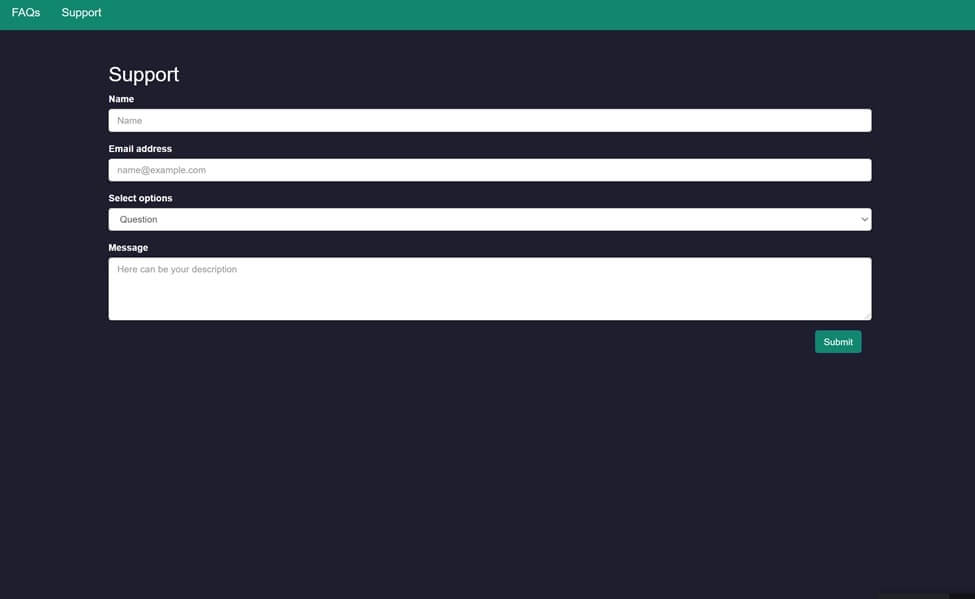 FAQs Support
Support
Name
Name
Email address
name@example.com
Select options
Question
Message
Here can be your description
Submit